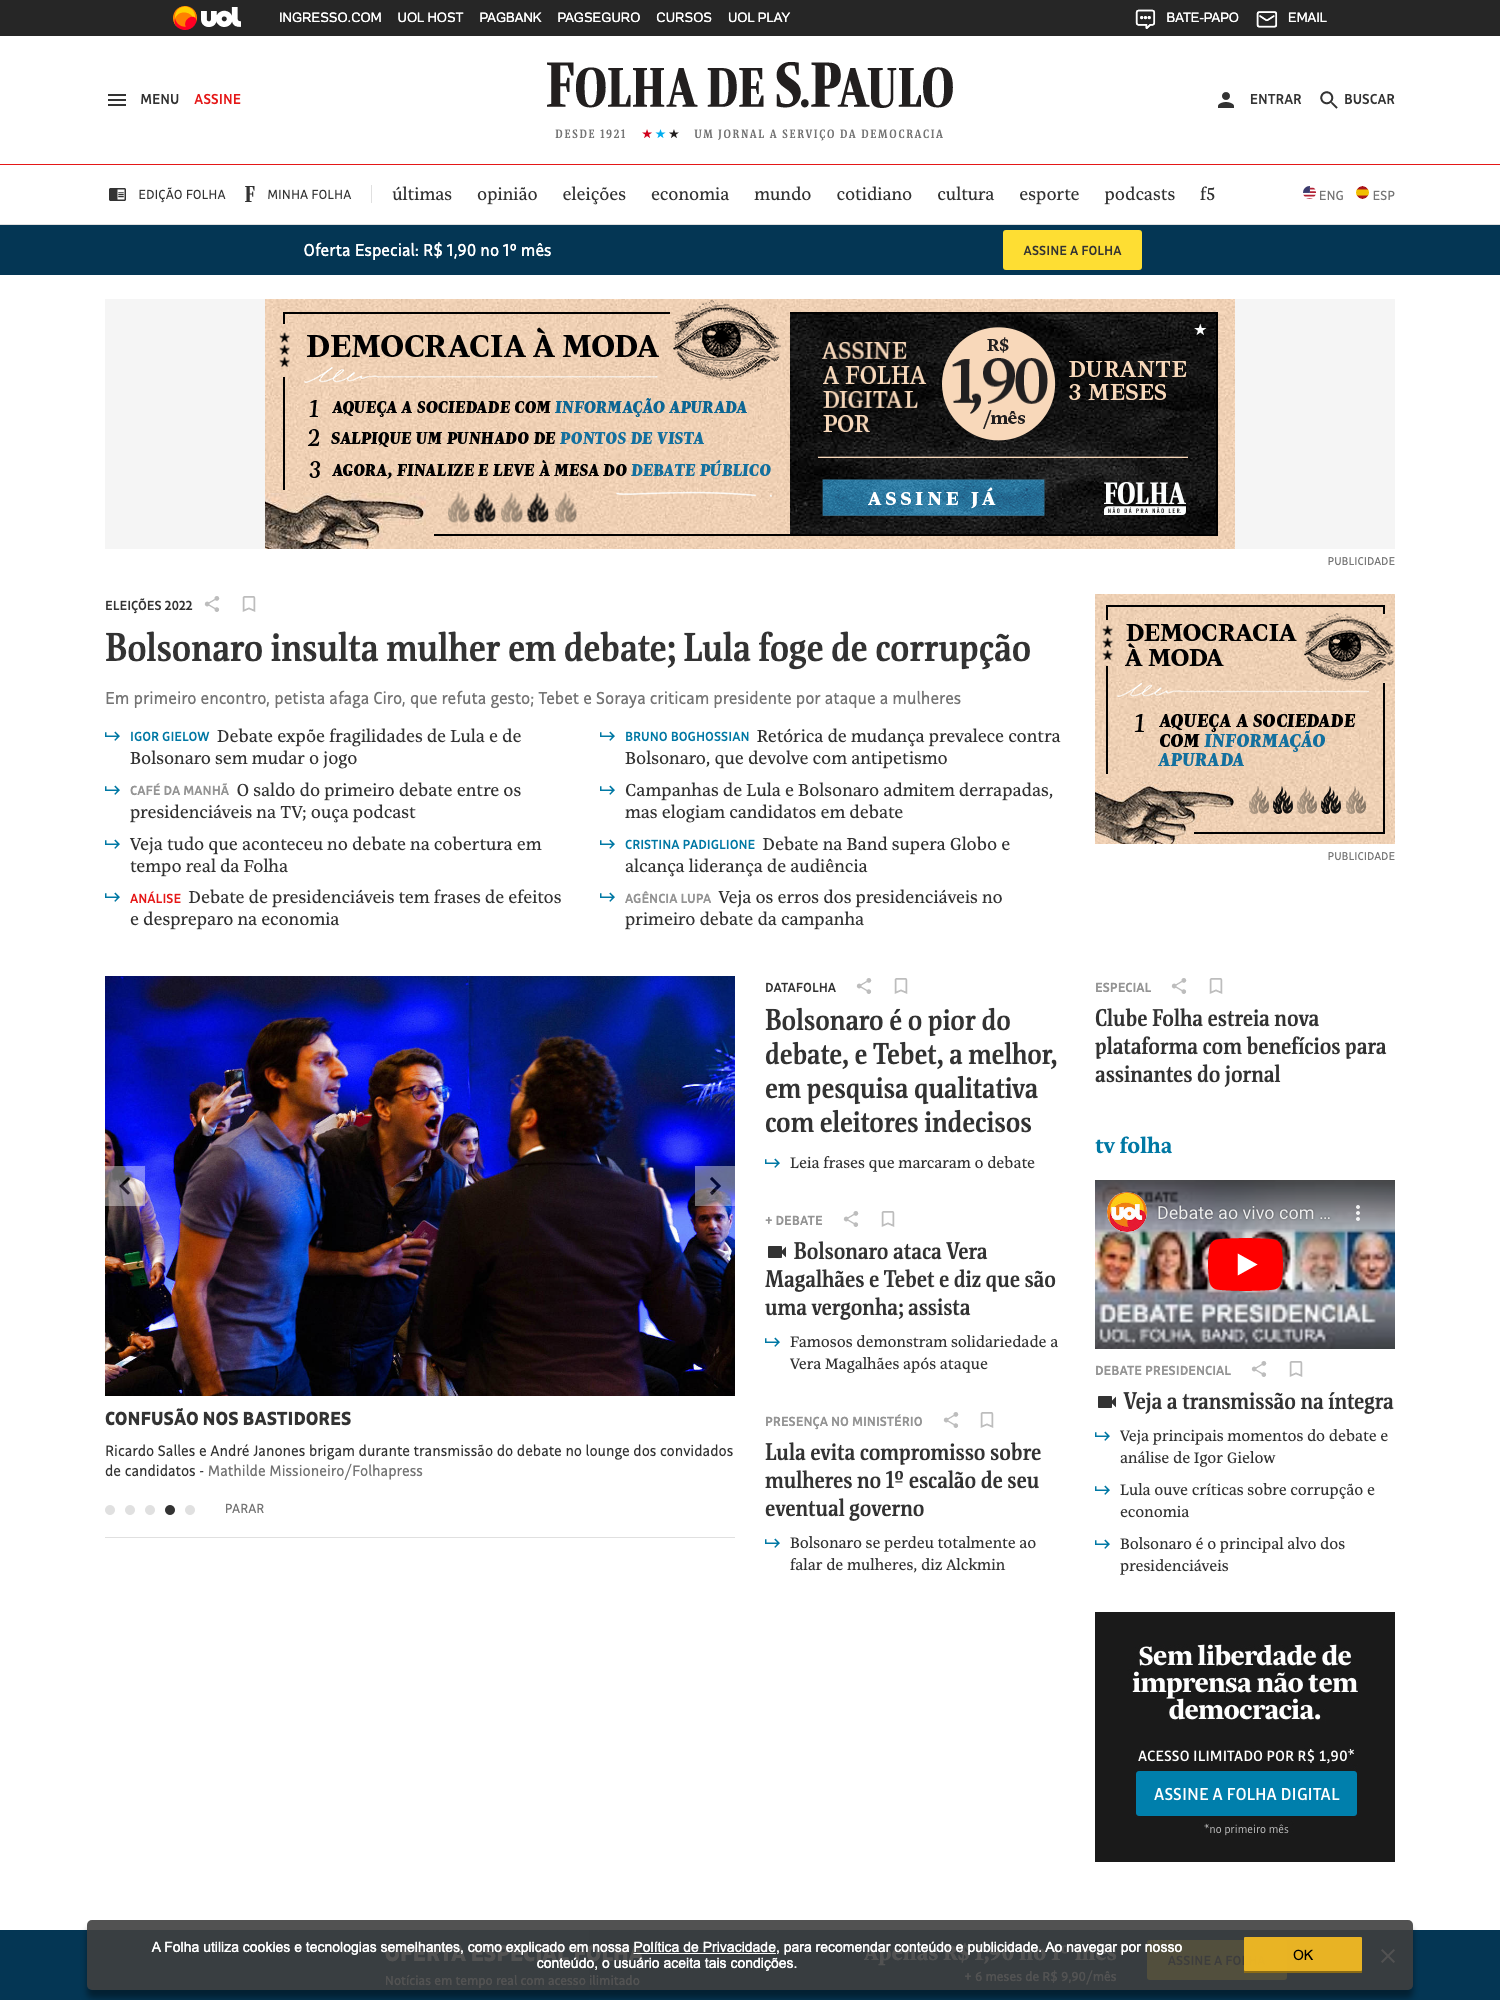 uol INGRESSO.COM UOL HOST PAGBANK PAGSEGURO CURSOS UOL PLAY BATE-PAPO EMAIL
MENU ASSINE
FOLHA DE S.PAULO
DESDE 1921 ★★★ UM JORNAL A SERVIÇO DA DEMOCRACIA
ENTRAR BUSCAR
EDIÇÃO FOLHA F MINHA FOLHA últimas opinião eleições economia mundo cotidiano cultura esporte podcasts f5 ENG ESP
Oferta Especial: R$ 1,90 no 1º mês ASSINE A FOLHA
DEMOCRACIA À MODA
1 AQUEÇA A SOCIEDADE COM INFORMAÇÃO APURADA
2 SALPIQUE UM PUNHADO DE PONTOS DE VISTA
3 AGORA, FINALIZE E LEVE À MESA DO DEBATE PÚBLICO
ASSINE
A FOLHA
DIGITAL
POR
R$
1,90
/mês
DURANTE
3 MESES
ASSINE JÁ
FOLHA
NÃO DÁ PRA NÃO LER.
PUBLICIDADE
ELEIÇÕES 2022
Bolsonaro insulta mulher em debate; Lula foge de corrupção
Em primeiro encontro, petista afaga Ciro, que refuta gesto; Tebet e Soraya criticam presidente por ataque a mulheres
IGOR GIELOW Debate expõe fragilidades de Lula e de
Bolsonaro sem mudar o jogo
CAFÉ DA MANHÃ O saldo do primeiro debate entre os
presidenciáveis na TV; ouça podcast
Veja tudo que aconteceu no debate na cobertura em
tempo real da Folha
ANÁLISE Debate de presidenciáveis tem frases de efeitos
e despreparo na economia
BRUNO BOGHOSSIAN Retórica de mudança prevalece contra
Bolsonaro, que devolve com antipetismo
Campanhas de Lula e Bolsonaro admitem derrapadas,
mas elogiam candidatos em debate
CRISTINA PADIGLIONE Debate na Band supera Globo e
alcança liderança de audiência
AGÊNCIA LUPA Veja os erros dos presidenciáveis no
primeiro debate da campanha
DEMOCRACIA
À MODA
1 AQUEÇA A SOCIEDADE
COM INFORMAÇÃO
APURADA
PUBLICIDADE
CONFUSÃO NOS BASTIDORES
Ricardo Salles e André Janones brigam durante transmissão do debate no lounge dos convidados
de candidatos - Mathilde Missioneiro/Folhapress
PARAR
DATAFOLHA
Bolsonaro é o pior do
debate, e Tebet, a melhor,
em pesquisa qualitativa
com eleitores indecisos
Leia frases que marcaram o debate
+ DEBATE
Bolsonaro ataca Vera
Magalhães e Tebet e diz que são
uma vergonha; assista
Famosos demonstram solidariedade a
Vera Magalhães após ataque
PRESENÇA NO MINISTÉRIO
Lula evita compromisso sobre
mulheres no 1º escalão de seu
eventual governo
Bolsonaro se perdeu totalmente ao
falar de mulheres, diz Alckmin
ESPECIAL
Clube Folha estreia nova
plataforma com benefícios para
assinantes do jornal
tv folha
uol Debate ao vivo com ...
DEBATE PRESIDENCIAL
UOL, FOLHA, BAND, CULTURA
DEBATE PRESIDENCIAL
Veja a transmissão na íntegra
Veja principais momentos do debate e
análise de Igor Gielow
Lula ouve críticas sobre corrupção e
economia
Bolsonaro é o principal alvo dos
presidenciáveis
Sem liberdade de
imprensa não tem
democracia.
ACESSO ILIMITADO POR R$ 1,90*
ASSINE A FOLHA DIGITAL
*no primeiro mês
A Folha utiliza cookies e tecnologias semelhantes, como explicado em nossa Política de Privacidade, para recomendar conteúdo e publicidade. Ao navegar por nosso
conteúdo, o usuário aceita tais condições.
OK
Notícias em tempo real com acesso ilimitado
Apenas R$ 1,90 no 1º mês
+ 6 meses de R$ 9,90/mês
ASSINE A FO